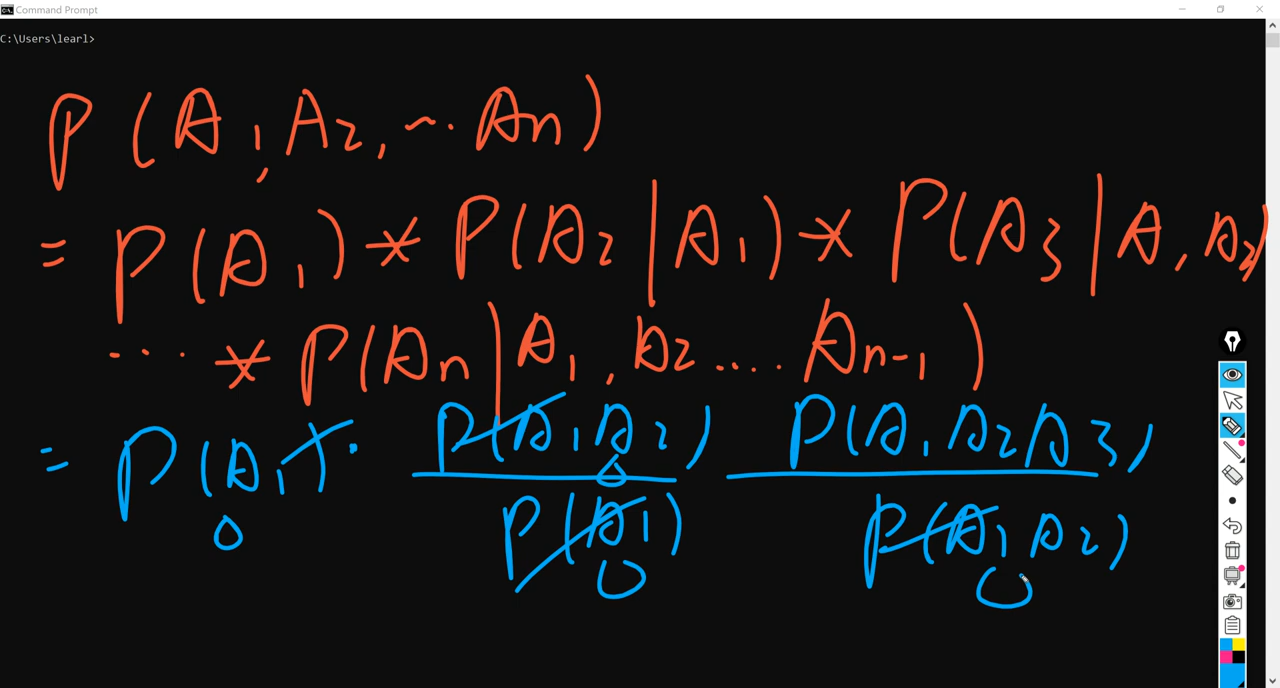 Command Prompt
C:\Users\learl>
P(A1, A2, ... An)
= P(A1) * P(A2 | A1) * P(A3 | A1 A2)
... * P(An | A1, A2 .... An-1)
= P(A1) · P(A1 A2) / P(A1) P(A1 A2 A3) / P(A1 A2)